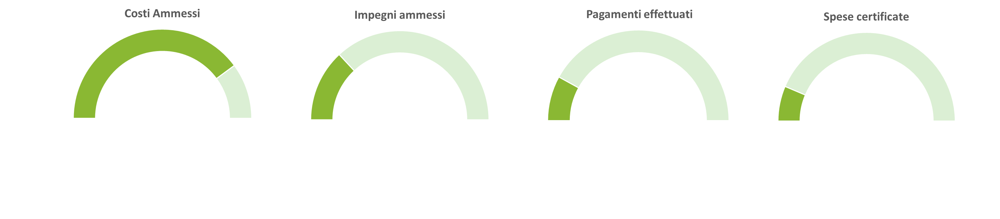 Costi Ammessi
Impegni ammessi
Pagamenti effettuati
Spese certificate